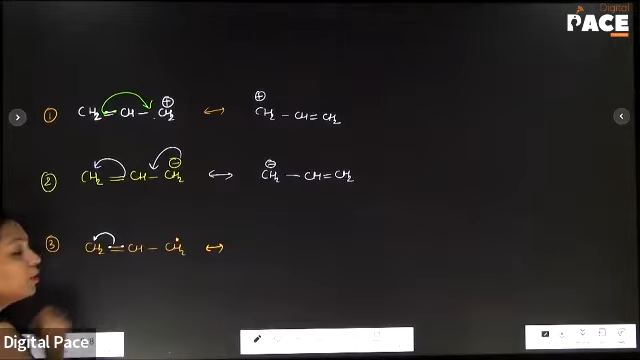 Digital
PACE
① CH₂ = CH – CH₂ ⊕ ↔ ⊕ CH₂ – CH = CH₂
② CH₂ = CH – CH₂ ⊖ ↔ ⊖ CH₂ – CH = CH₂
③ CH₂ = CH – CH₂ • ↔
Digital Pace